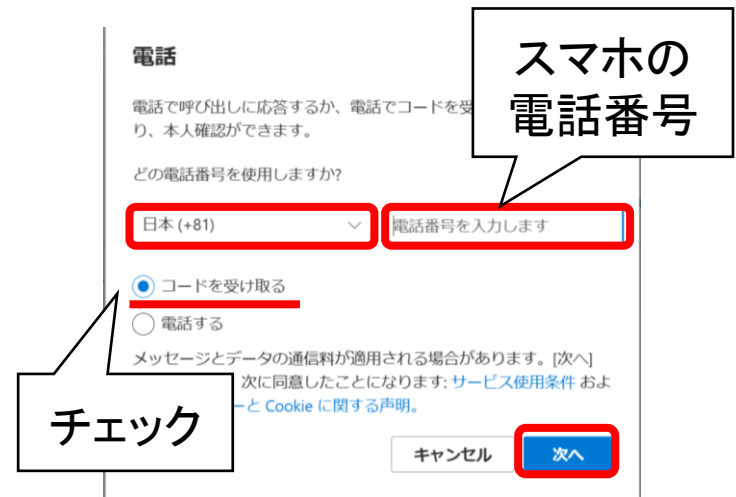 電話
スマホの
電話番号
電話で呼び出しに応答するか、電話でコードを受
り、本人確認ができます。
どの電話番号を使用しますか?
日本 (+81)
電話番号を入力します
コードを受け取る
電話する
メッセージとデータの通信料が適用される場合があります。[次へ]
次に同意したことになります: サービス使用条件 およ
ーと Cookie に関する声明。
チェック
キャンセル
次へ